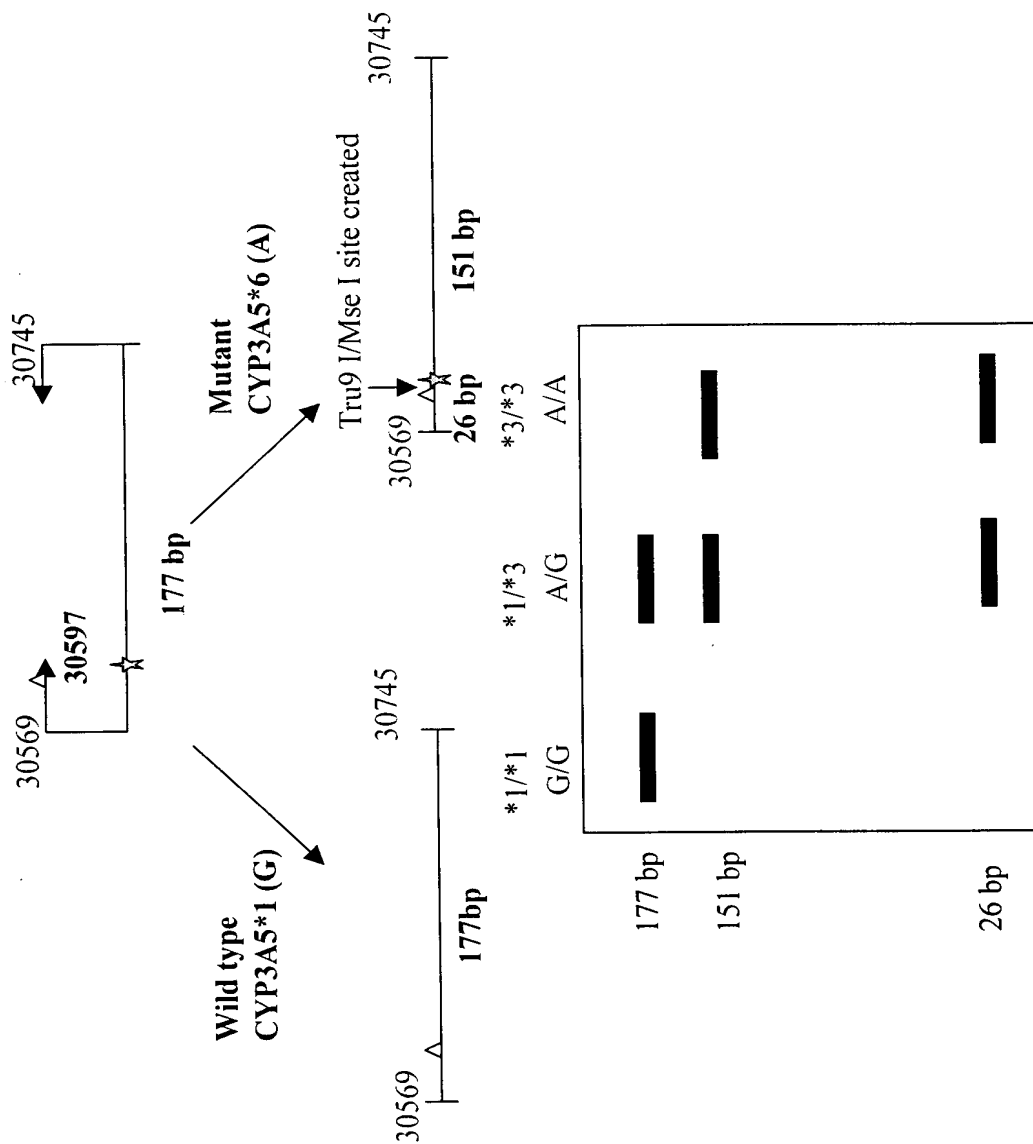 30569
30745
30597
177 bp
Wild type
CYP3A5*1 (G)
Mutant
CYP3A5*6 (A)
Tru9 I/Mse I site created
30569
30745
177bp
30569
30745
26 bp
151 bp
*1/*1
*1/*3
*3/*3
G/G
A/G
A/A
177 bp
151 bp
26 bp